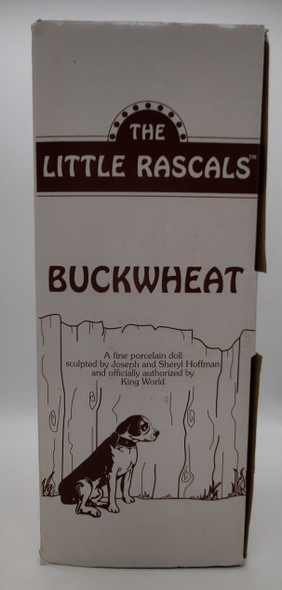 THE
LITTLE RASCALS™
BUCKWHEAT
A fine porcelain doll
sculpted by Joseph and Sheryl Hoffman
and officially authorized by
King World